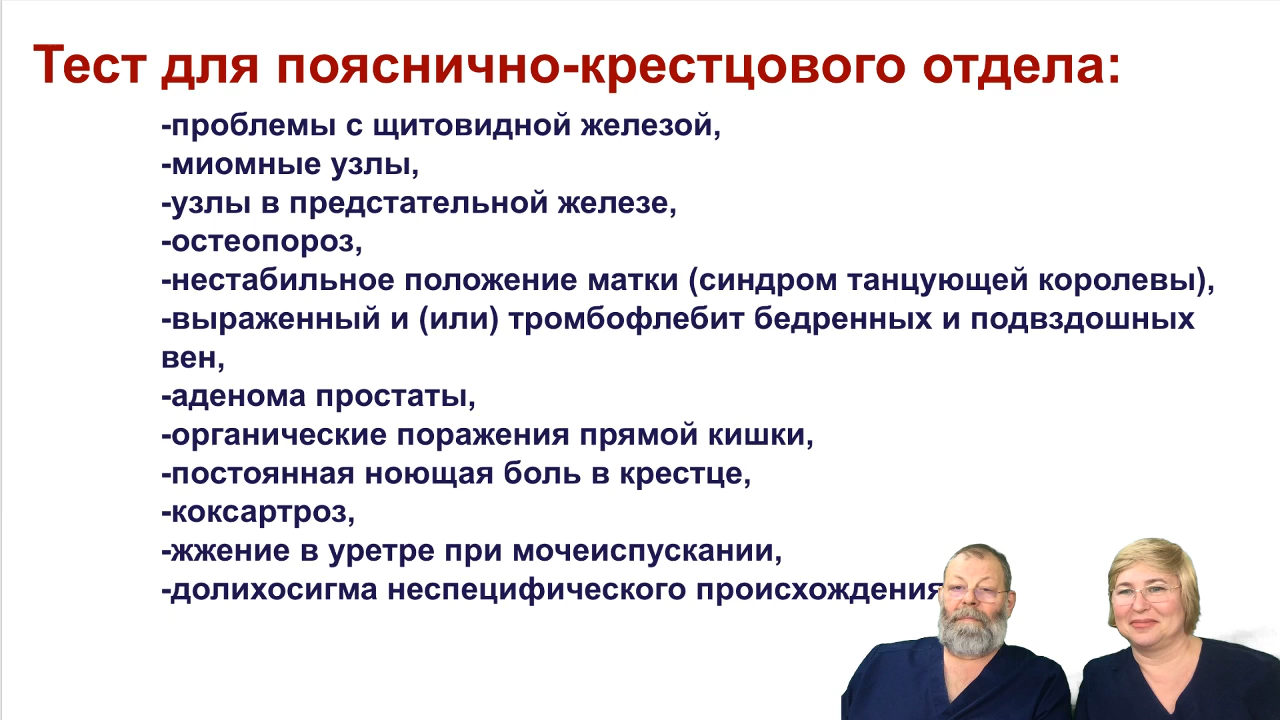 Тест для пояснично-крестцового отдела:
-проблемы с щитовидной железой,
-миомные узлы,
-узлы в предстательной железе,
-остеопороз,
-нестабильное положение матки (синдром танцующей королевы),
-выраженный и (или) тромбофлебит бедренных и подвздошных
вен,
-аденома простаты,
-органические поражения прямой кишки,
-постоянная ноющая боль в крестце,
-коксартроз,
-жжение в уретре при мочеиспускании,
-долихосигма неспецифического происхождения